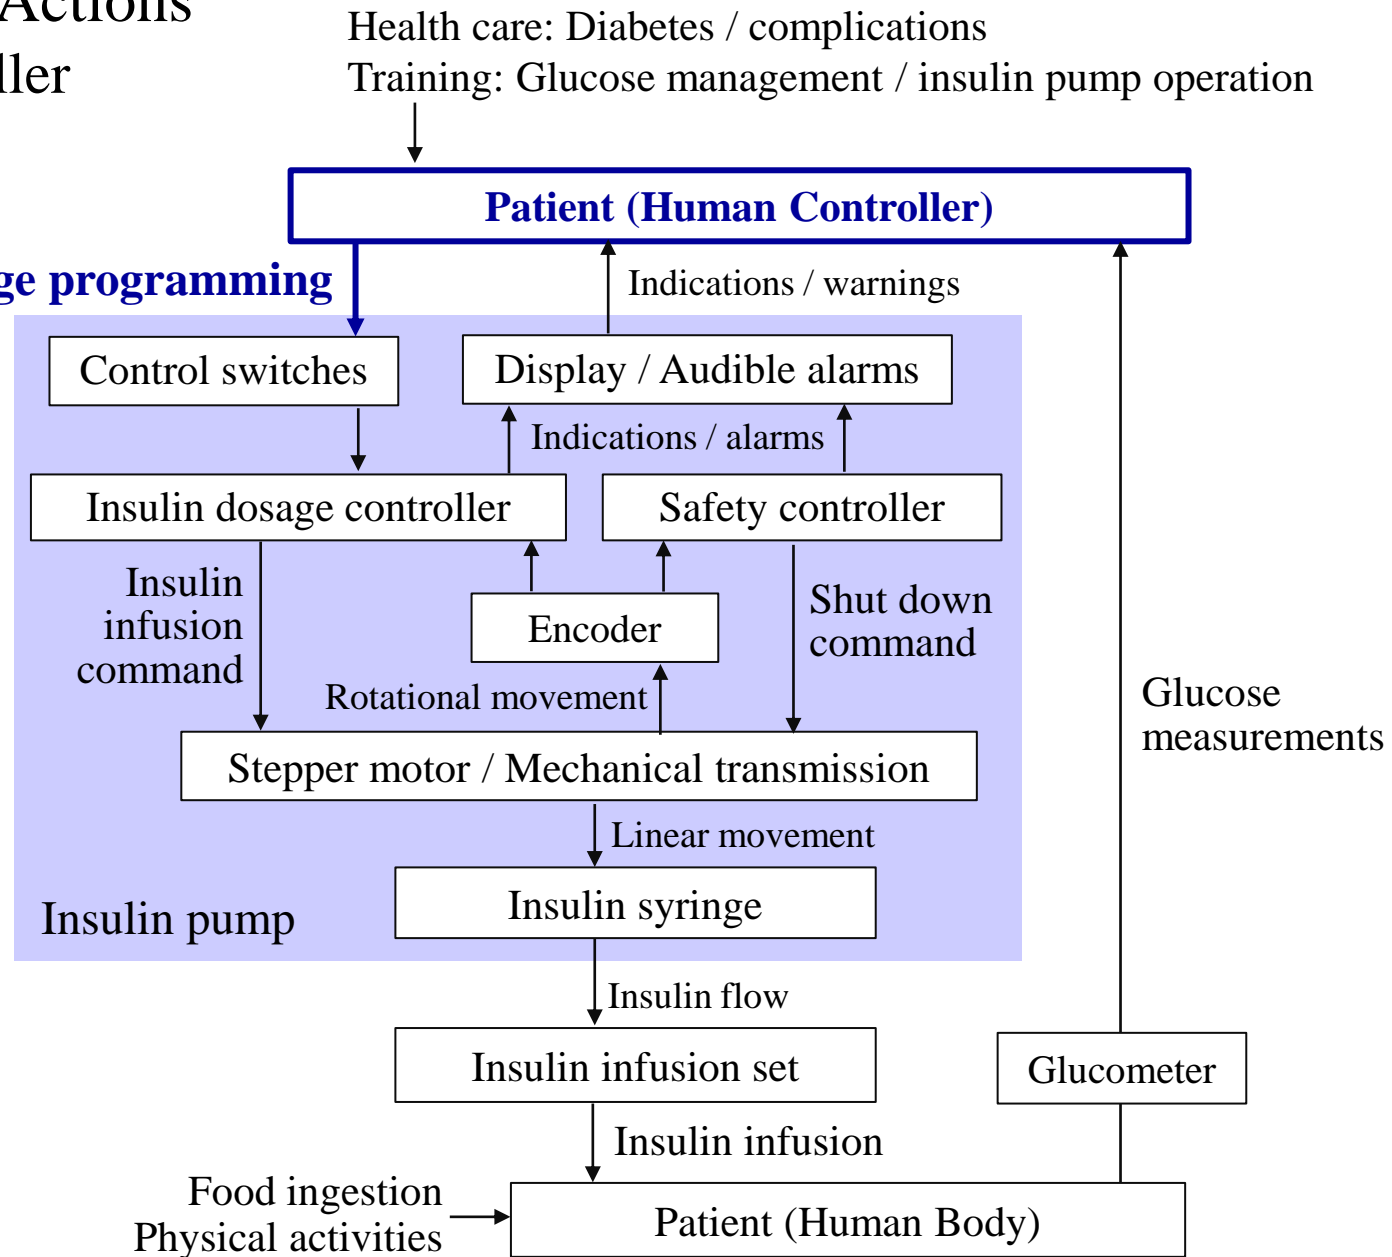 Actions
Health care: Diabetes / complications
Training: Glucose management / insulin pump operation
Patient (Human Controller)
programming
Indications / warnings
Control switches
Display / Audible alarms
Indications / alarms
Insulin dosage controller
Safety controller
Insulin
infusion
command
Encoder
Shut down
command
Rotational movement
Glucose
measurements
Stepper motor / Mechanical transmission
Linear movement
Insulin syringe
Insulin pump
Insulin flow
Insulin infusion set
Glucometer
Insulin infusion
Food ingestion
Physical activities
Patient (Human Body)